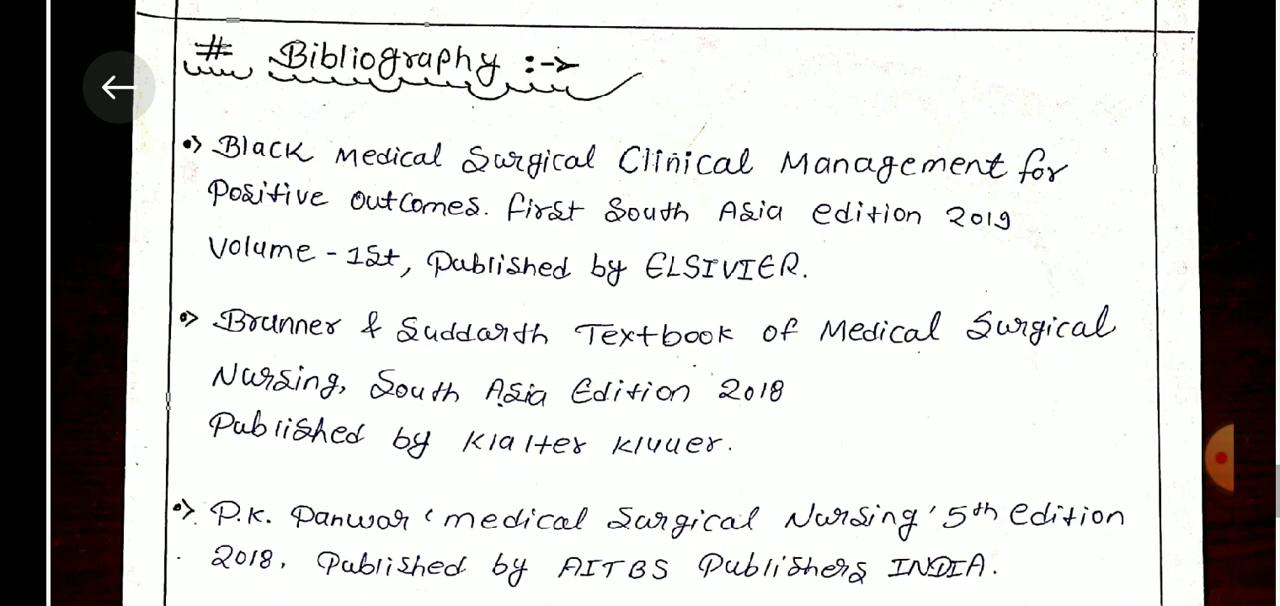 # Bibliography :->
•> Black Medical Surgical Clinical Management for
Positive outcomes. first South Asia edition 2019
Volume - 1st, Published by ELSIVIER.
•> Brunner & Suddarth Textbook of Medical Surgical
Nursing, South Asia Edition 2018
Published by Klalter Kluuer.
•> P.K. Panwar 'medical Surgical Nursing' 5th edition
2018, Published by AITBS Publishers INDIA.